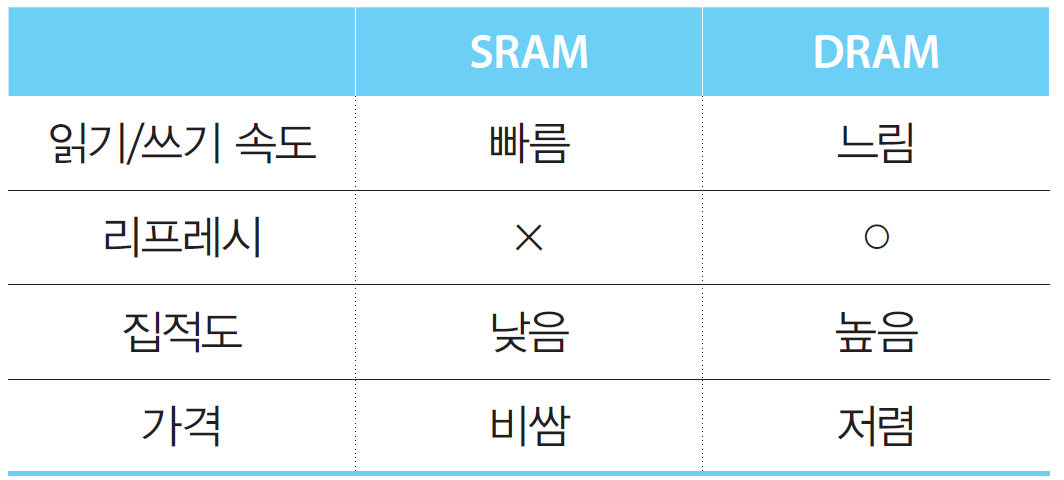 SRAM DRAM
읽기/쓰기 속도 빠름 느림
리프레시 × ○
집적도 낮음 높음
가격 비쌈 저렴